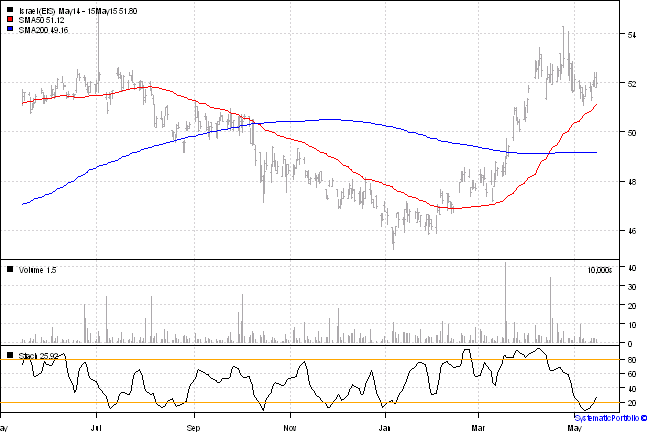 Israel (EIS) May14 - 15May15 51.80
SMA50 51.12
SMA200 49.16
54
52
50
48
46
Volume 1.5
10,000s
40
30
20
10
0
Stoch 25.92
80
60
40
20
ay Jul Sep Nov Jan Mar May
SystematicPortfolio ©